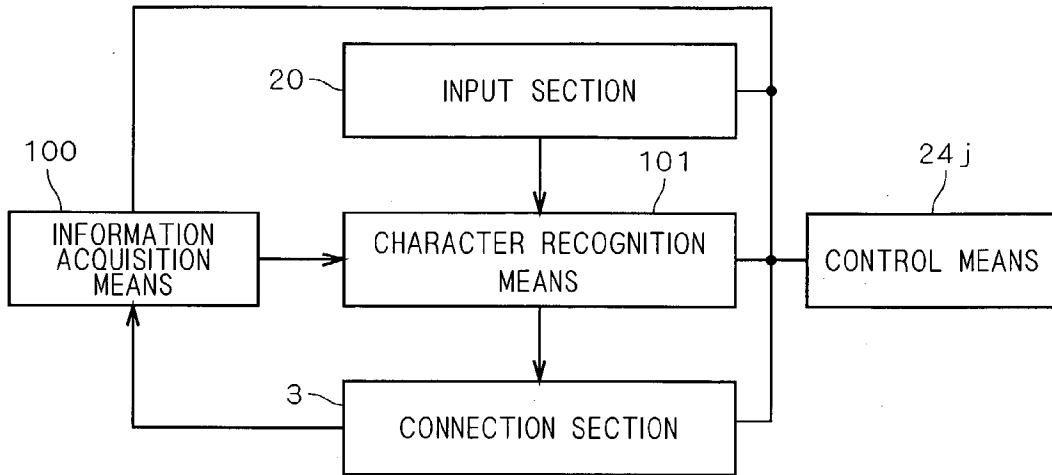 20
INPUT SECTION
100
101
24j
INFORMATION
ACQUISITION
MEANS
CHARACTER RECOGNITION
MEANS
CONTROL MEANS
3
CONNECTION SECTION